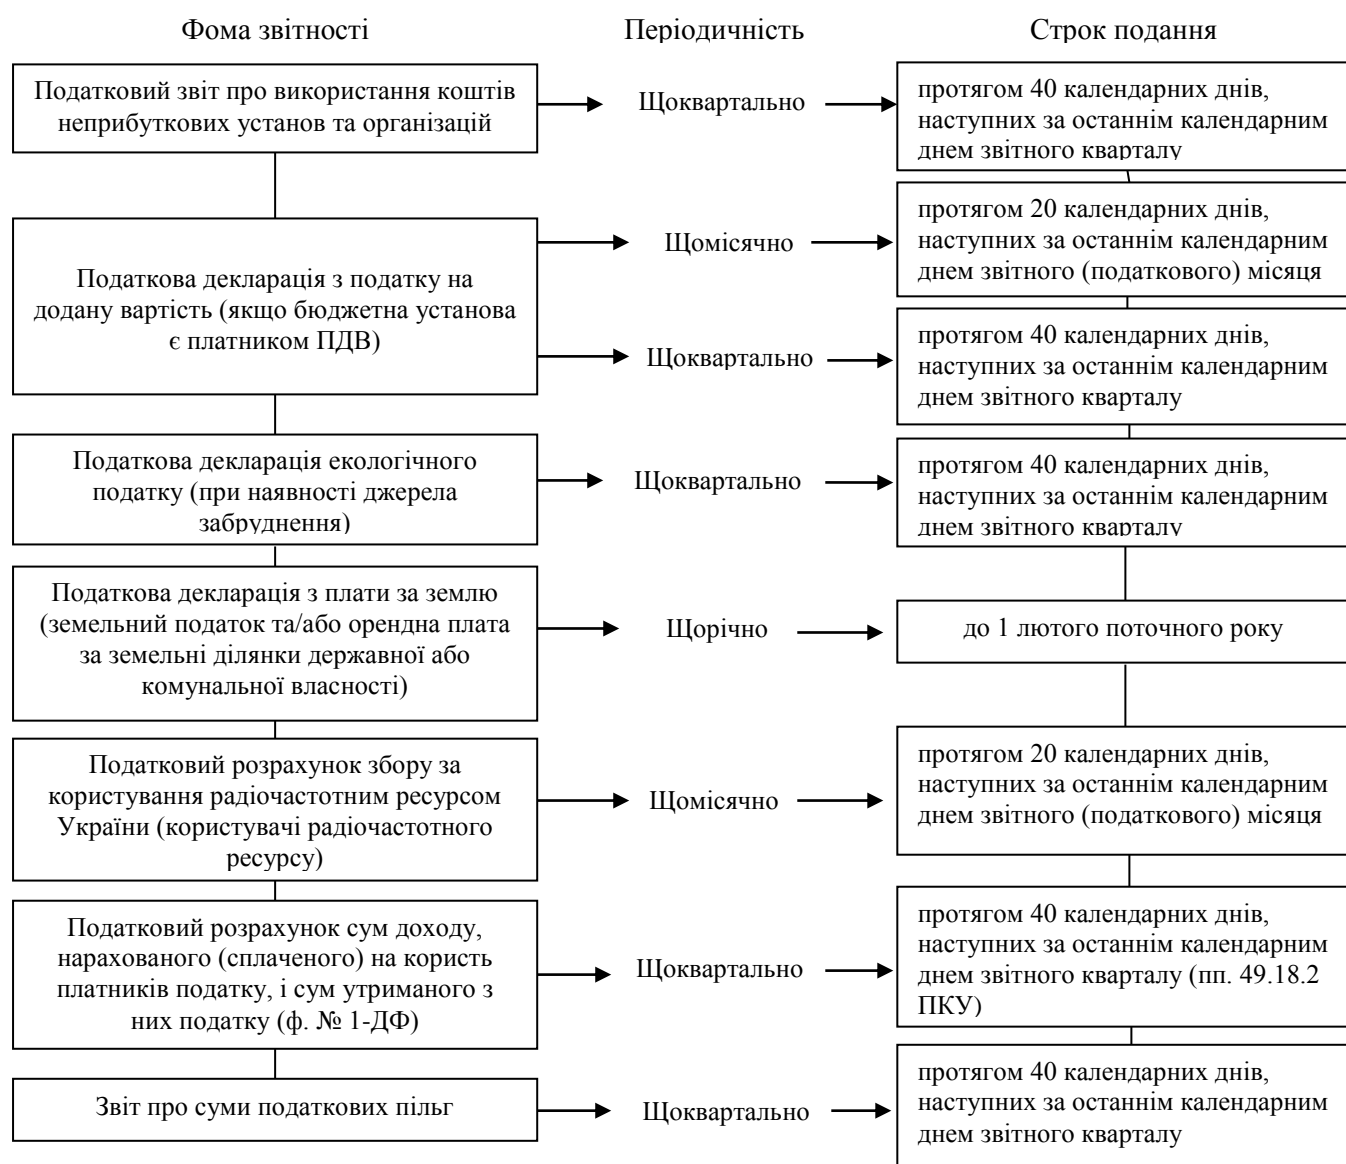 Фома звітності
Періодичність
Строк подання
Податковий звіт про використання коштів
неприбуткових установ та організацій
Щоквартально
протягом 40 календарних днів,
наступних за останнім календарним
днем звітного кварталу
Податкова декларація з податку на
додану вартість (якщо бюджетна установа
є платником ПДВ)
Щомісячно
протягом 20 календарних днів,
наступних за останнім календарним
днем звітного (податкового) місяця
Щоквартально
протягом 40 календарних днів,
наступних за останнім календарним
днем звітного кварталу
Податкова декларація екологічного
податку (при наявності джерела
забруднення)
Щоквартально
протягом 40 календарних днів,
наступних за останнім календарним
днем звітного кварталу
Податкова декларація з плати за землю
(земельний податок та/або орендна плата
за земельні ділянки державної або
комунальної власності)
Щорічно
до 1 лютого поточного року
Податковий розрахунок збору за
користування радіочастотним ресурсом
України (користувачі радіочастотного
ресурсу)
Щомісячно
протягом 20 календарних днів,
наступних за останнім календарним
днем звітного (податкового) місяця
Податковий розрахунок сум доходу,
нарахованого (сплаченого) на користь
платників податку, і сум утриманого з
них податку (ф. № 1-ДФ)
Щоквартально
протягом 40 календарних днів,
наступних за останнім календарним
днем звітного кварталу (пп. 49.18.2
ПКУ)
Звіт про суми податкових пільг
Щоквартально
протягом 40 календарних днів,
наступних за останнім календарним
днем звітного кварталу